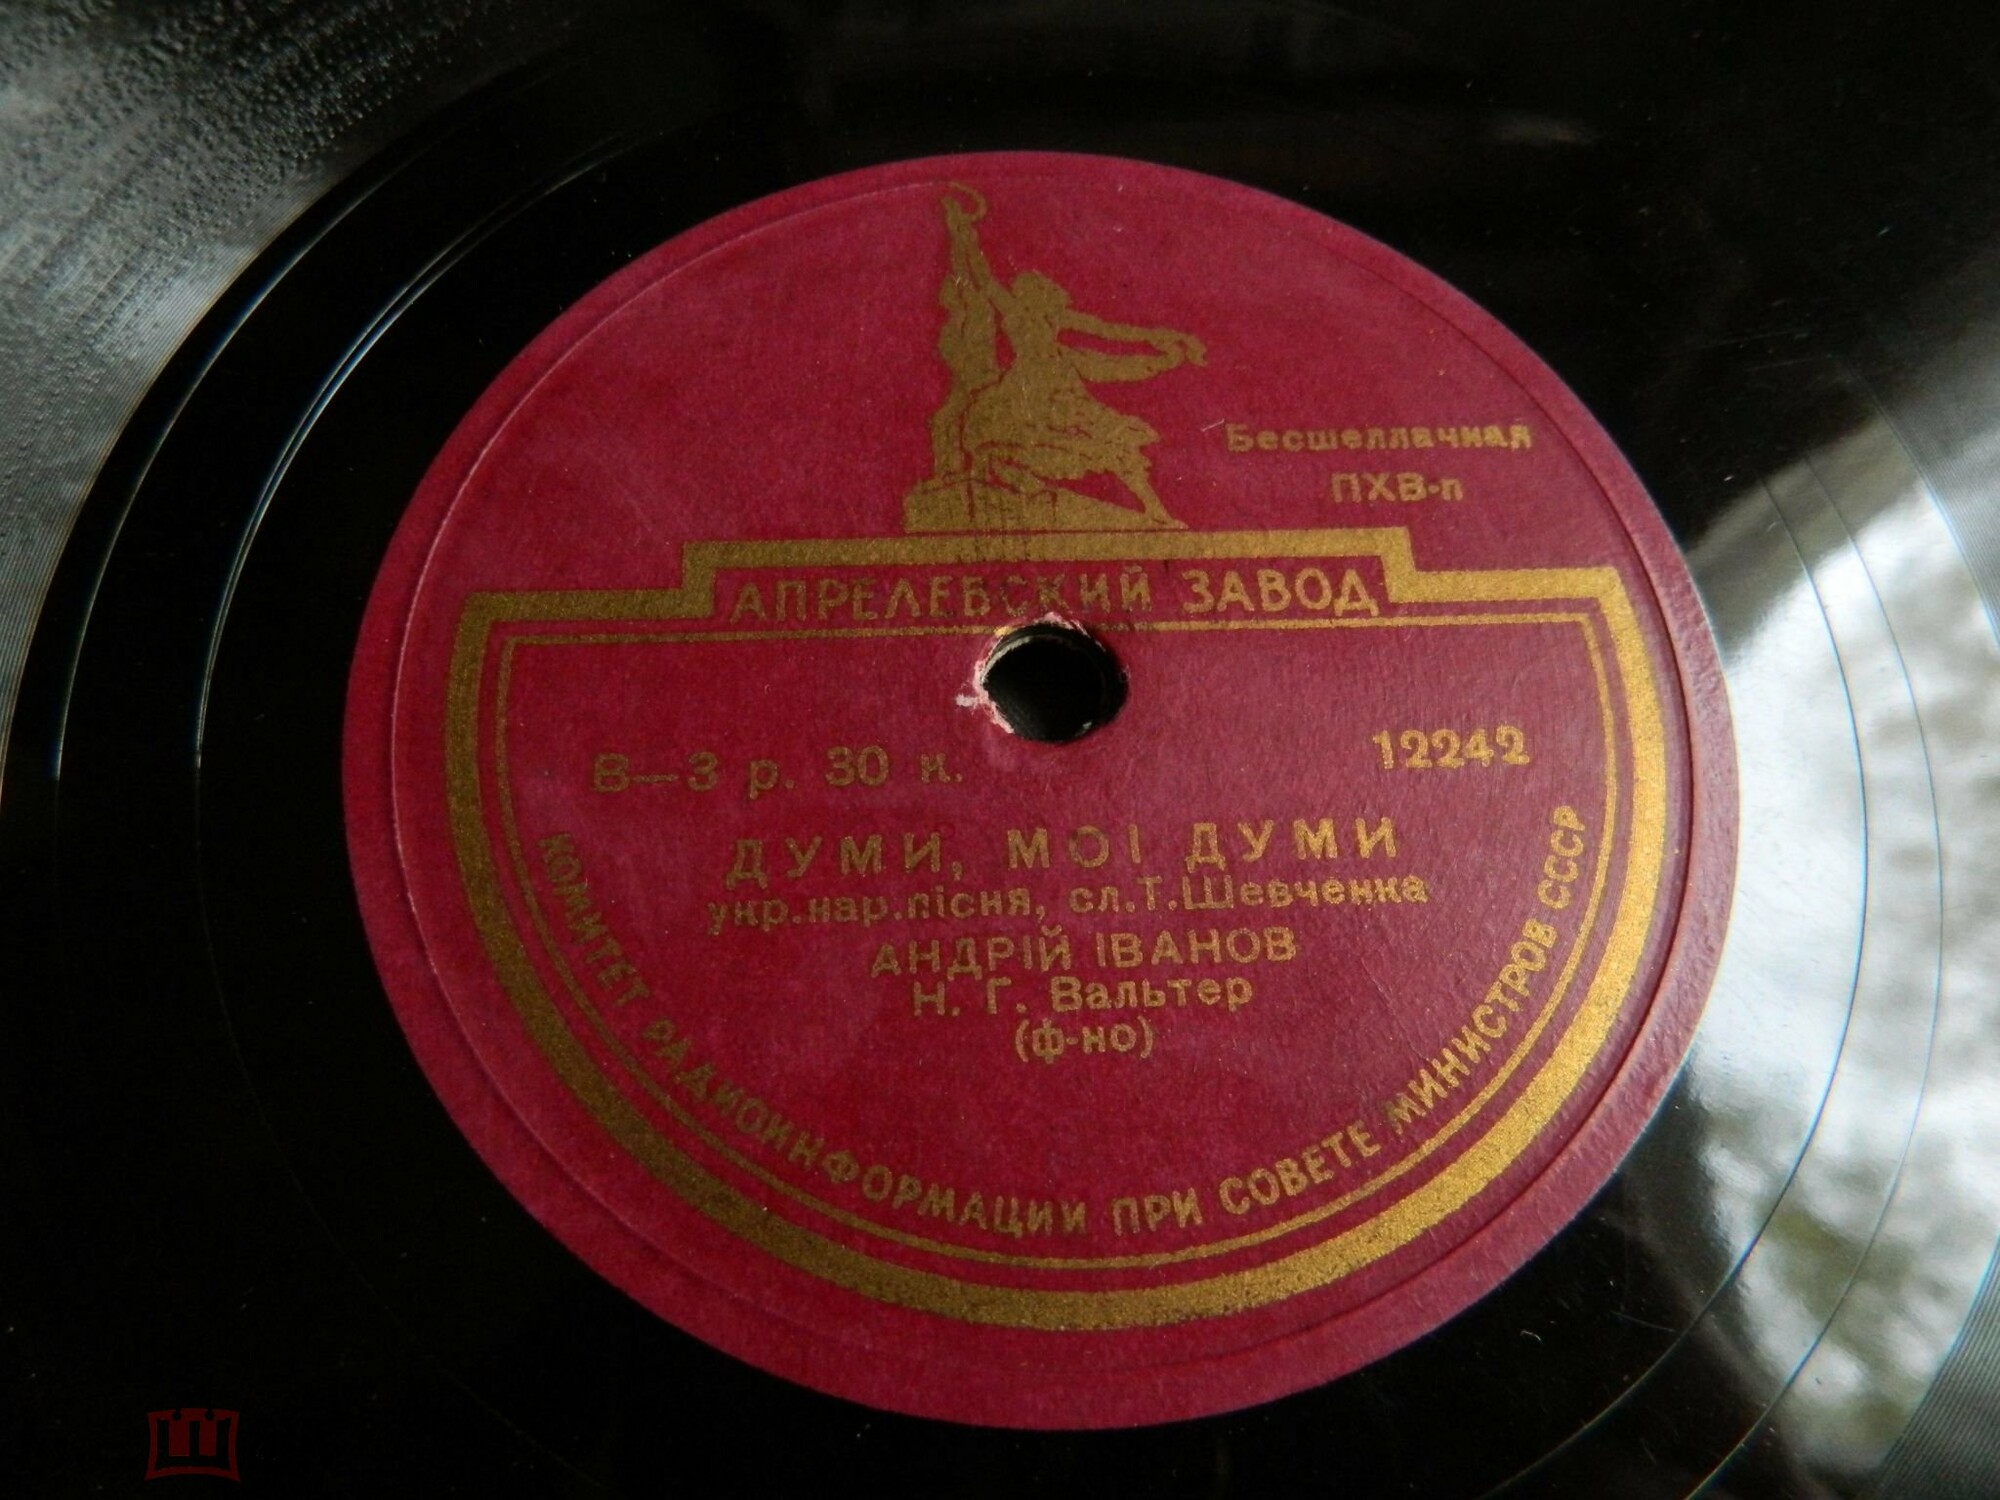 Бесшеллачная
ПХВ-п
АПРЕЛЕВСКИЙ ЗАВОД
В—3 р. 30 к.
12242
ДУМИ, МОІ ДУМИ
укр.нар.пісня, сл.Т.Шевченка
АНДРІЙ ІВАНОВ
Н. Г. Вальтер
(ф-но)
КОМИТЕТ РАДИОИНФОРМАЦИИ ПРИ СОВЕТЕ МИНИСТРОВ СССР